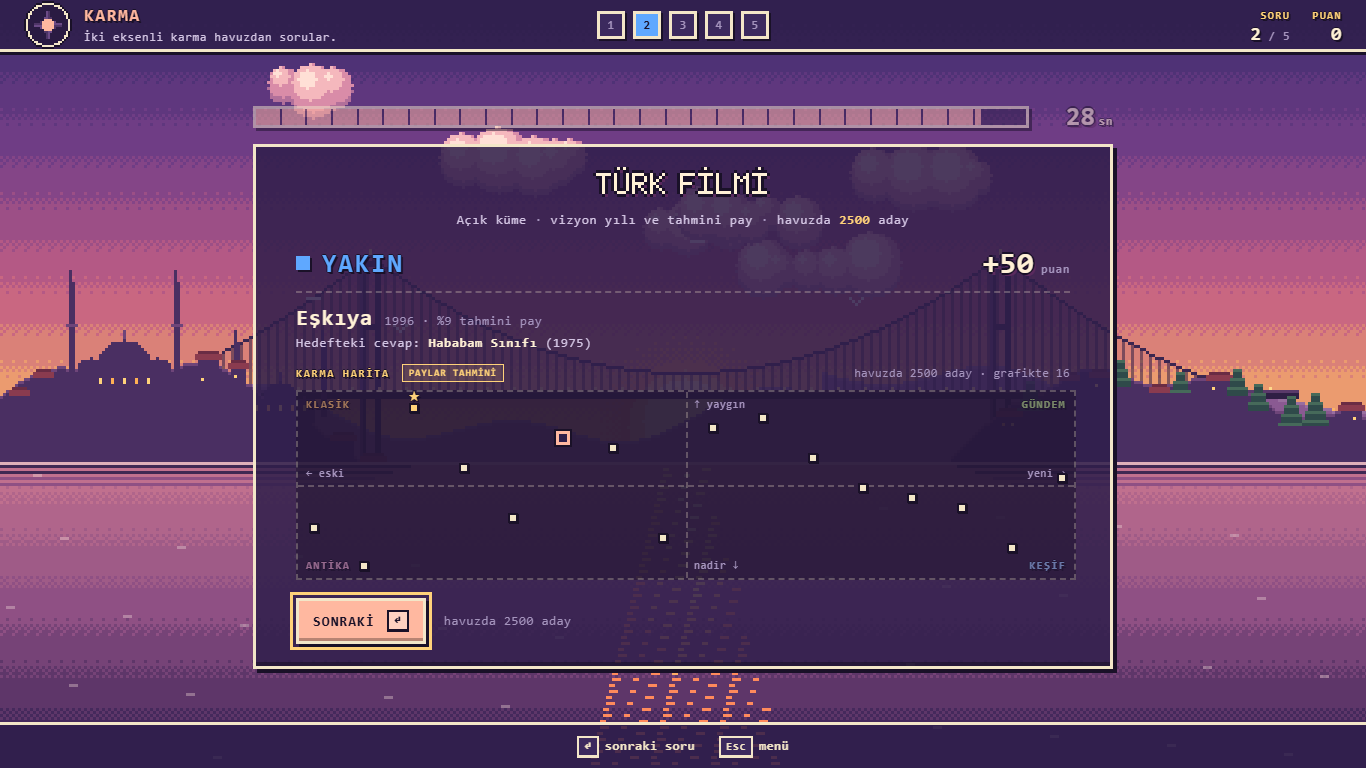 KARMA
İki eksenli karma havuzdan sorular.
1 2 3 4 5
SORU PUAN
2 / 5 0
28 sn
TÜRK FİLMİ
Açık küme · vizyon yılı ve tahmini pay · havuzda 2500 aday
YAKIN +50 puan
Eşkıya 1996 · %9 tahmini pay
Hedefteki cevap: Hababam Sınıfı (1975)
KARMA HARİTA PAYLAR TAHMİNİ havuzda 2500 aday · grafikte 16
KLASİK ↑ yaygın GÜNDEM
← eski yeni
ANTİKA nadir ↓ KEŞİF
SONRAKİ ↵ havuzda 2500 aday
↵ sonraki soru Esc menü